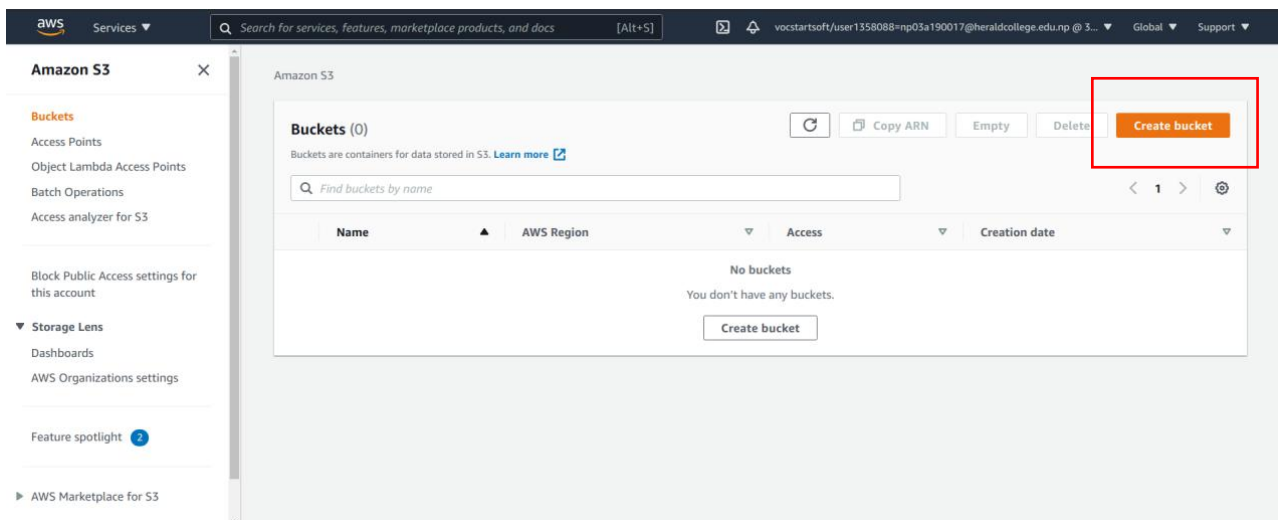 aws Services ▼ Search for services, features, marketplace products, and docs [Alt+S] vocstartsoft/user1358088=np03a190017@heraldcollege.edu.np @ 3... ▼ Global ▼ Support ▼
Amazon S3
Buckets
Access Points
Object Lambda Access Points
Batch Operations
Access analyzer for S3
Block Public Access settings for
this account
Storage Lens
Dashboards
AWS Organizations settings
Feature spotlight 2
AWS Marketplace for S3
Amazon S3
Buckets (0) Copy ARN Empty Delete Create bucket
Buckets are containers for data stored in S3. Learn more
Find buckets by name < 1 >
Name AWS Region Access Creation date
No buckets
You don't have any buckets.
Create bucket